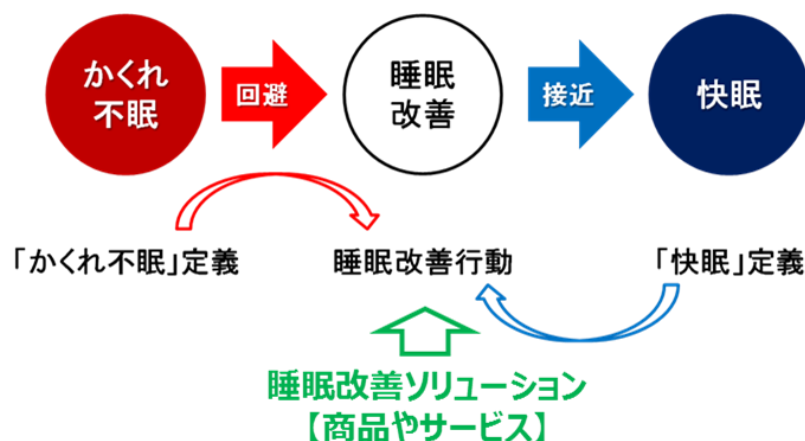 かくれ
不眠
回避
睡眠
改善
接近
快眠
「かくれ不眠」定義
睡眠改善行動
「快眠」定義
睡眠改善ソリューション
【商品やサービス】